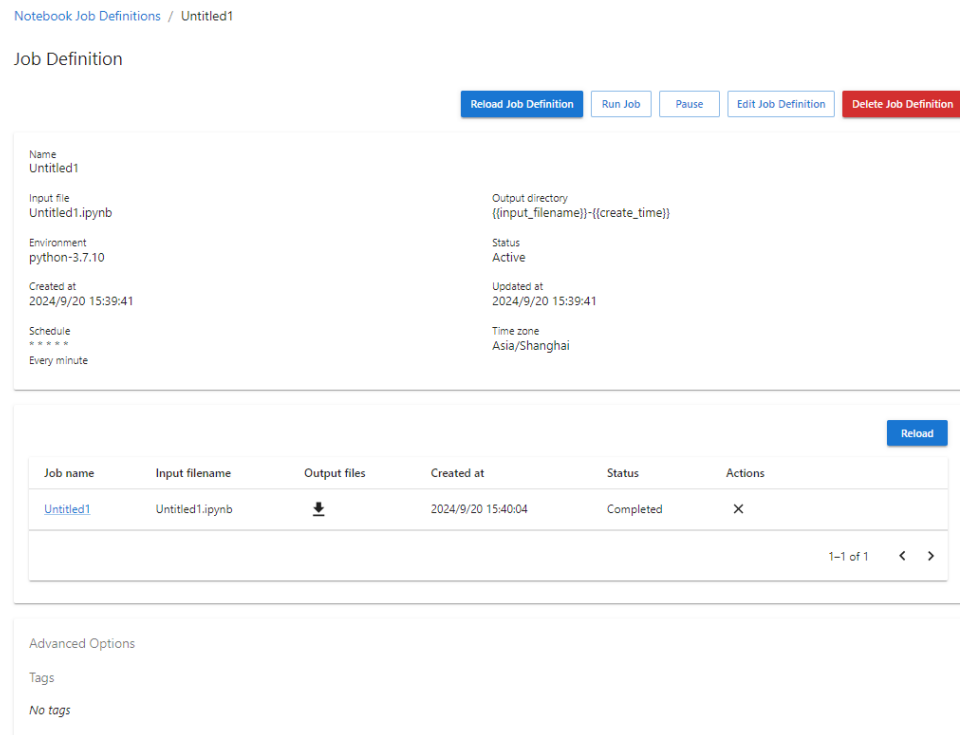 Notebook Job Definitions / Untitled1
Job Definition
Reload Job Definition Run Job Pause Edit Job Definition Delete Job Definition
Name
Untitled1
Input file Output directory
Untitled1.ipynb {{input_filename}}-{{create_time}}
Environment Status
python-3.7.10 Active
Created at Updated at
2024/9/20 15:39:41 2024/9/20 15:39:41
Schedule Time zone
* * * * * Asia/Shanghai
Every minute
Reload
Job name Input filename Output files Created at Status Actions
Untitled1 Untitled1.ipynb 2024/9/20 15:40:04 Completed
1–1 of 1
Advanced Options
Tags
No tags